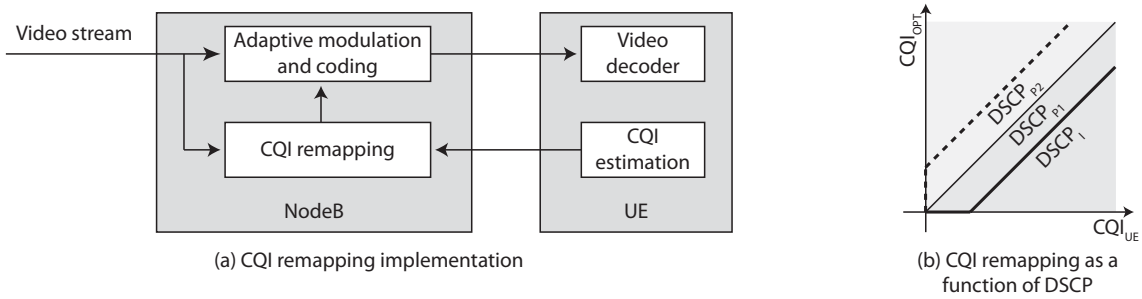 Video stream
Adaptive modulation
and coding
Video
decoder
CQI remapping
CQI
estimation
NodeB
UE
(a) CQI remapping implementation
CQI_OPT
DSCP_P2
DSCP_P1
DSCP_I
CQI_UE
(b) CQI remapping as a
function of DSCP